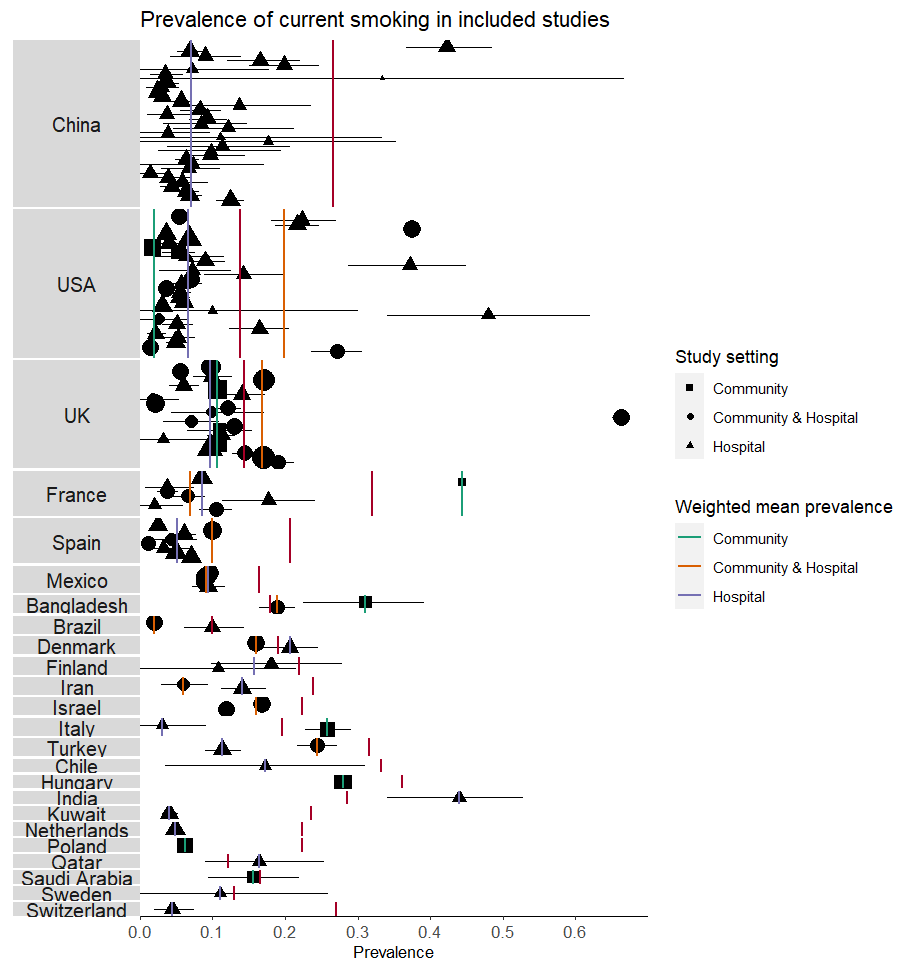 Prevalence of current smoking in included studies
China
USA
UK
France
Spain
Mexico
Bangladesh
Brazil
Denmark
Finland
Iran
Israel
Italy
Turkey
Chile
Hungary
India
Kuwait
Netherlands
Poland
Qatar
Saudi Arabia
Sweden
Switzerland
0.0 0.1 0.2 0.3 0.4 0.5 0.6
Prevalence
Study setting
Community
Community & Hospital
Hospital
Weighted mean prevalence
Community
Community & Hospital
Hospital